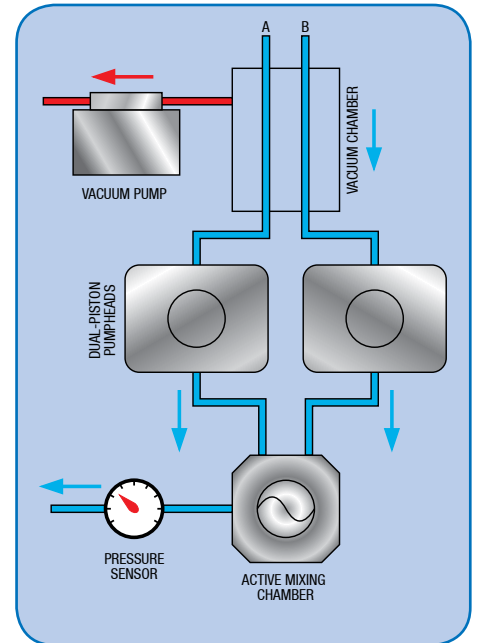 A B
VACUUM CHAMBER
VACUUM PUMP
DUAL-PISTON
PUMPHEADS
PRESSURE
SENSOR
ACTIVE MIXING
CHAMBER